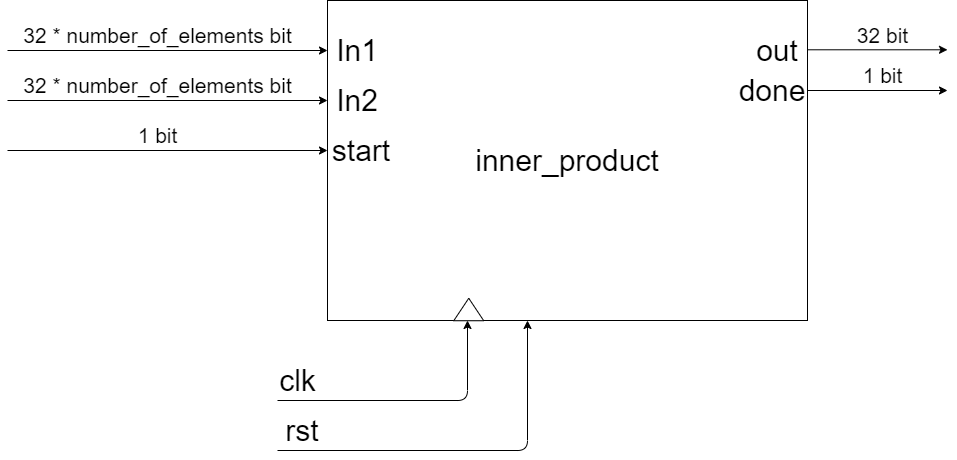 32 * number_of_elements bit
In1
out
32 bit
32 * number_of_elements bit
In2
done
1 bit
1 bit
start
inner_product
clk
rst